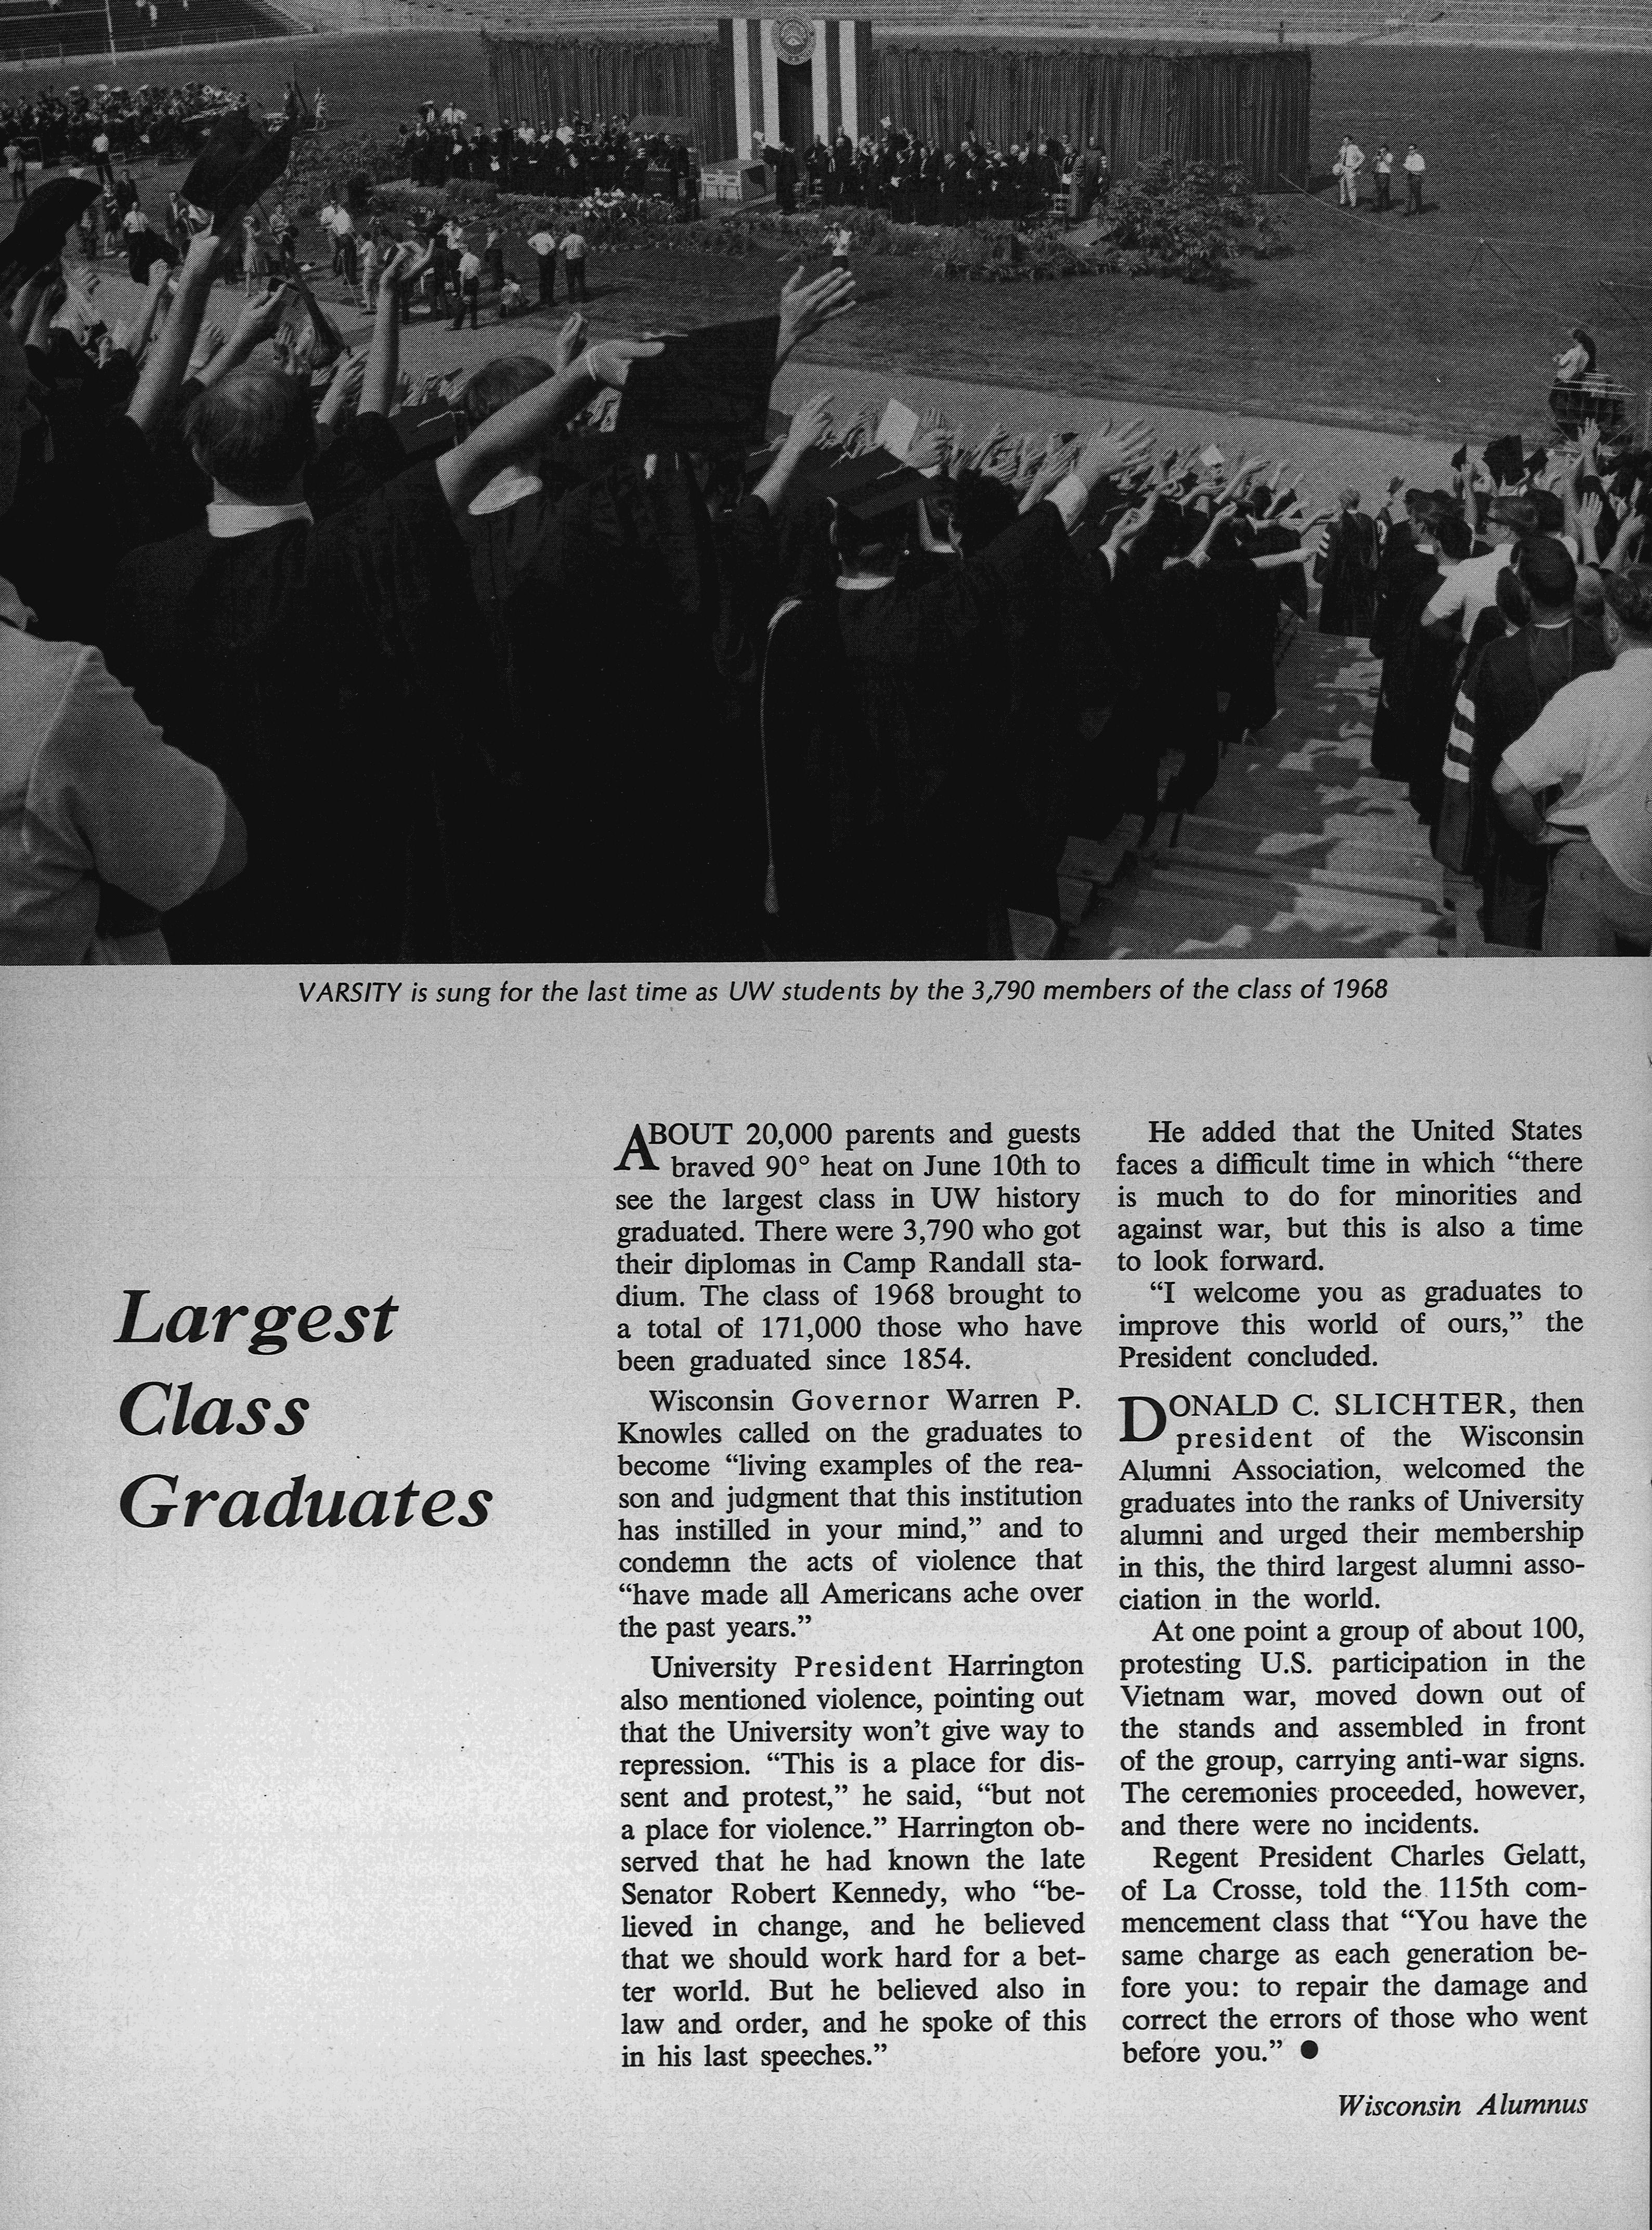 VARSITY is sung for the last time as UW students by the 3,790 members of the class of 1968
Largest
Class
Graduates
ABOUT 20,000 parents and guests
braved 90° heat on June 10th to
see the largest class in UW history
graduated. There were 3,790 who got
their diplomas in Camp Randall sta-
dium. The class of 1968 brought to
a total of 171,000 those who have
been graduated since 1854.
Wisconsin Governor Warren P.
Knowles called on the graduates to
become “living examples of the rea-
son and judgment that this institution
has instilled in your mind,” and to
condemn the acts of violence that
“have made all Americans ache over
the past years.”
University President Harrington
also mentioned violence, pointing out
that the University won’t give way to
repression. “This is a place for dis-
sent and protest,” he said, “but not
a place for violence.” Harrington ob-
served that he had known the late
Senator Robert Kennedy, who “be-
lieved in change, and he believed
that we should work hard for a bet-
ter world. But he believed also in
law and order, and he spoke of this
in his last speeches.”
He added that the United States
faces a difficult time in which “there
is much to do for minorities and
against war, but this is also a time
to look forward.
“I welcome you as graduates to
improve this world of ours,” the
President concluded.
DONALD C. SLICHTER, then
president of the Wisconsin
Alumni Association, welcomed the
graduates into the ranks of University
alumni and urged their membership
in this, the third largest alumni asso-
ciation in the world.
At one point a group of about 100,
protesting U.S. participation in the
Vietnam war, moved down out of
the stands and assembled in front
of the group, carrying anti-war signs.
The ceremonies proceeded, however,
and there were no incidents.
Regent President Charles Gelatt,
of La Crosse, told the 115th com-
mencement class that “You have the
same charge as each generation be-
fore you: to repair the damage and
correct the errors of those who went
before you.” ●
Wisconsin Alumnus